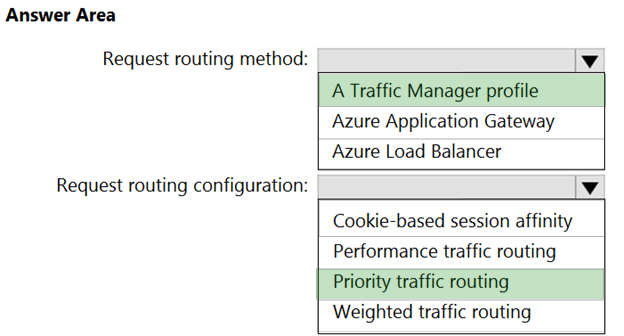 Answer Area
Request routing method:
A Traffic Manager profile
Azure Application Gateway
Azure Load Balancer
Request routing configuration:
Cookie-based session affinity
Performance traffic routing
Priority traffic routing
Weighted traffic routing